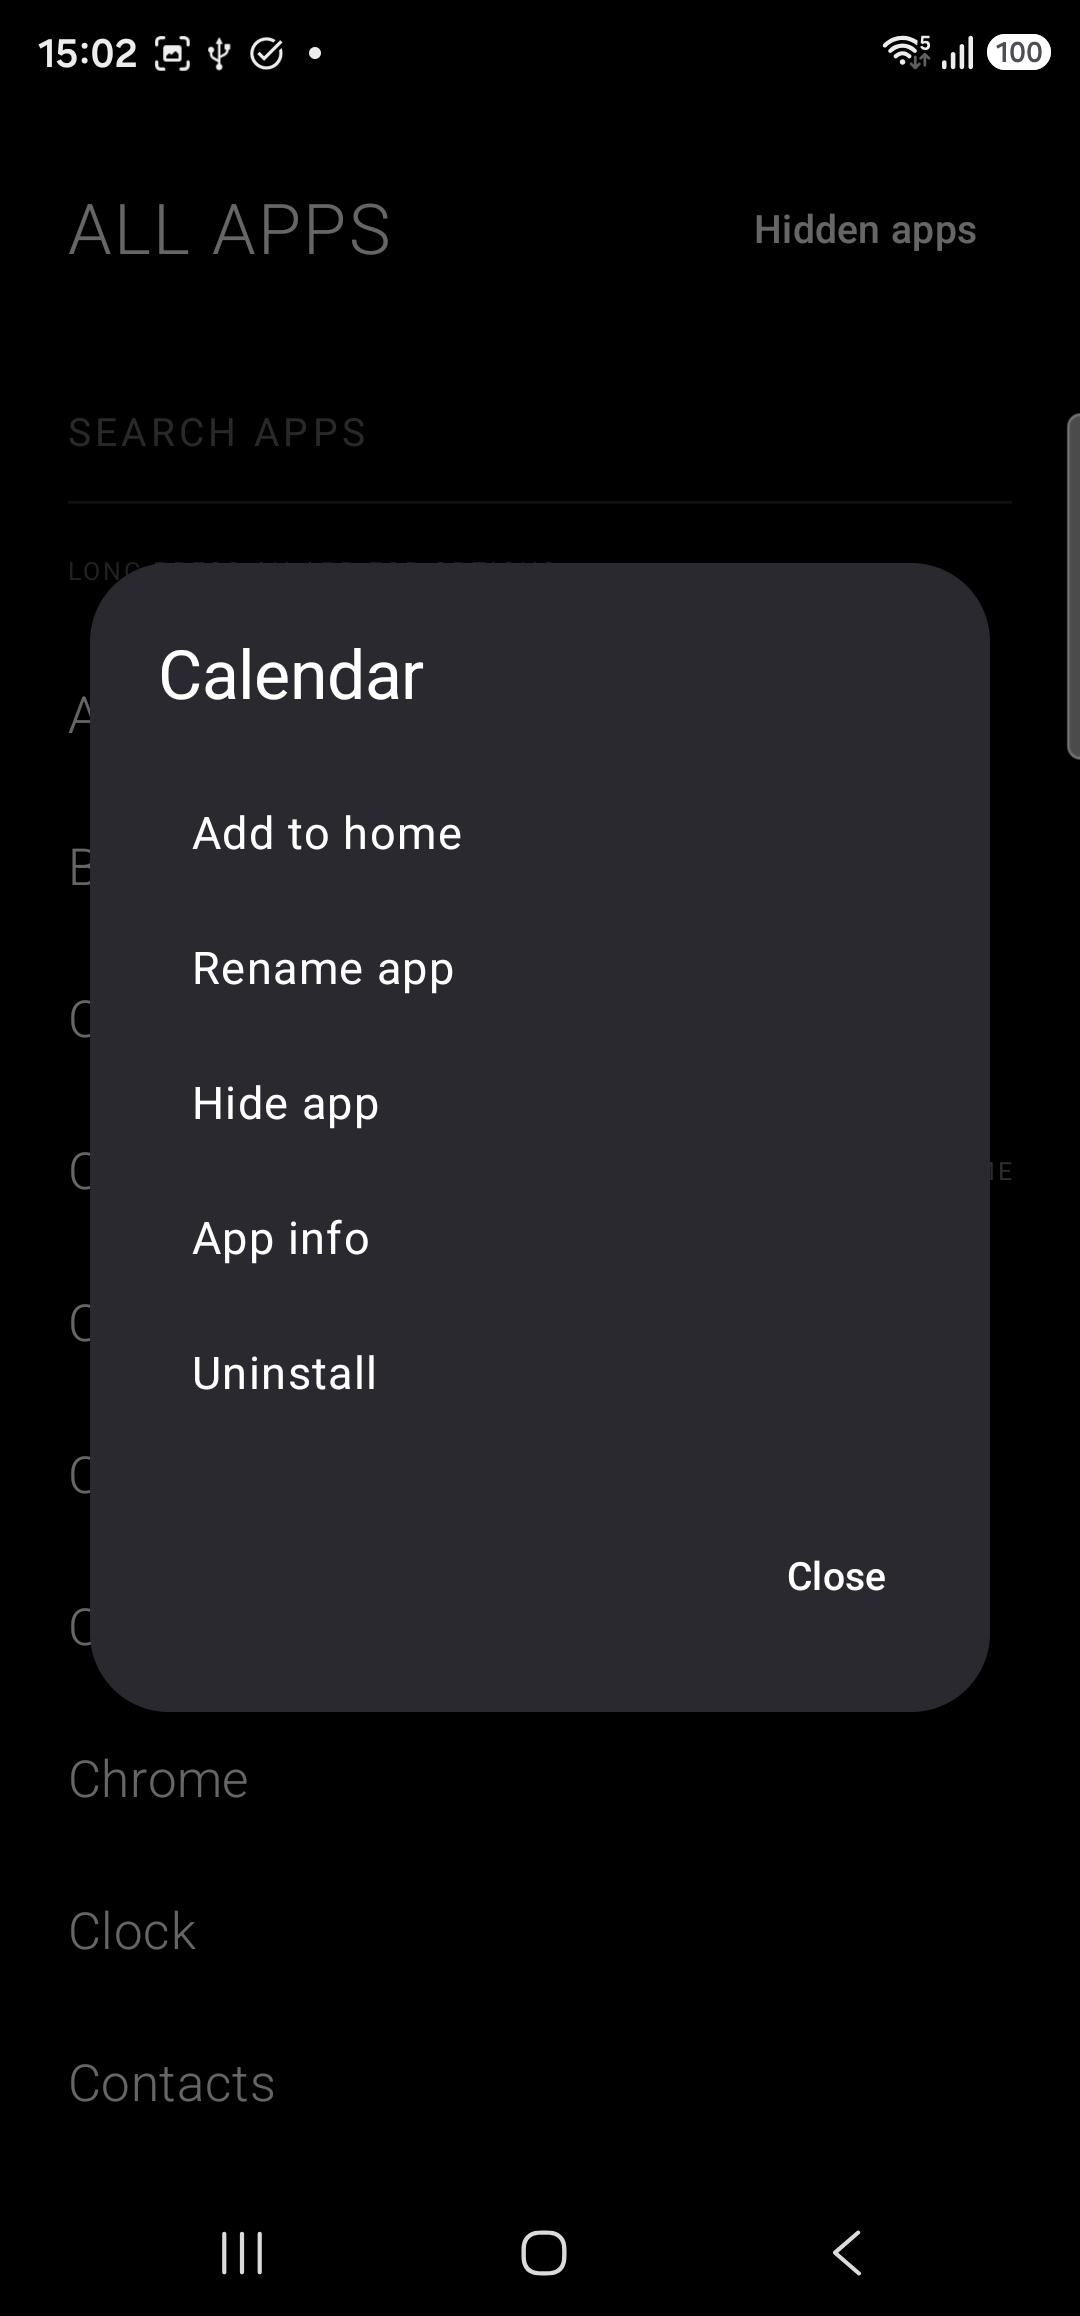 15:02
5
100
ALL APPS
Hidden apps
SEARCH APPS
Calendar
Add to home
Rename app
Hide app
App info
Uninstall
Close
Chrome
Clock
Contacts